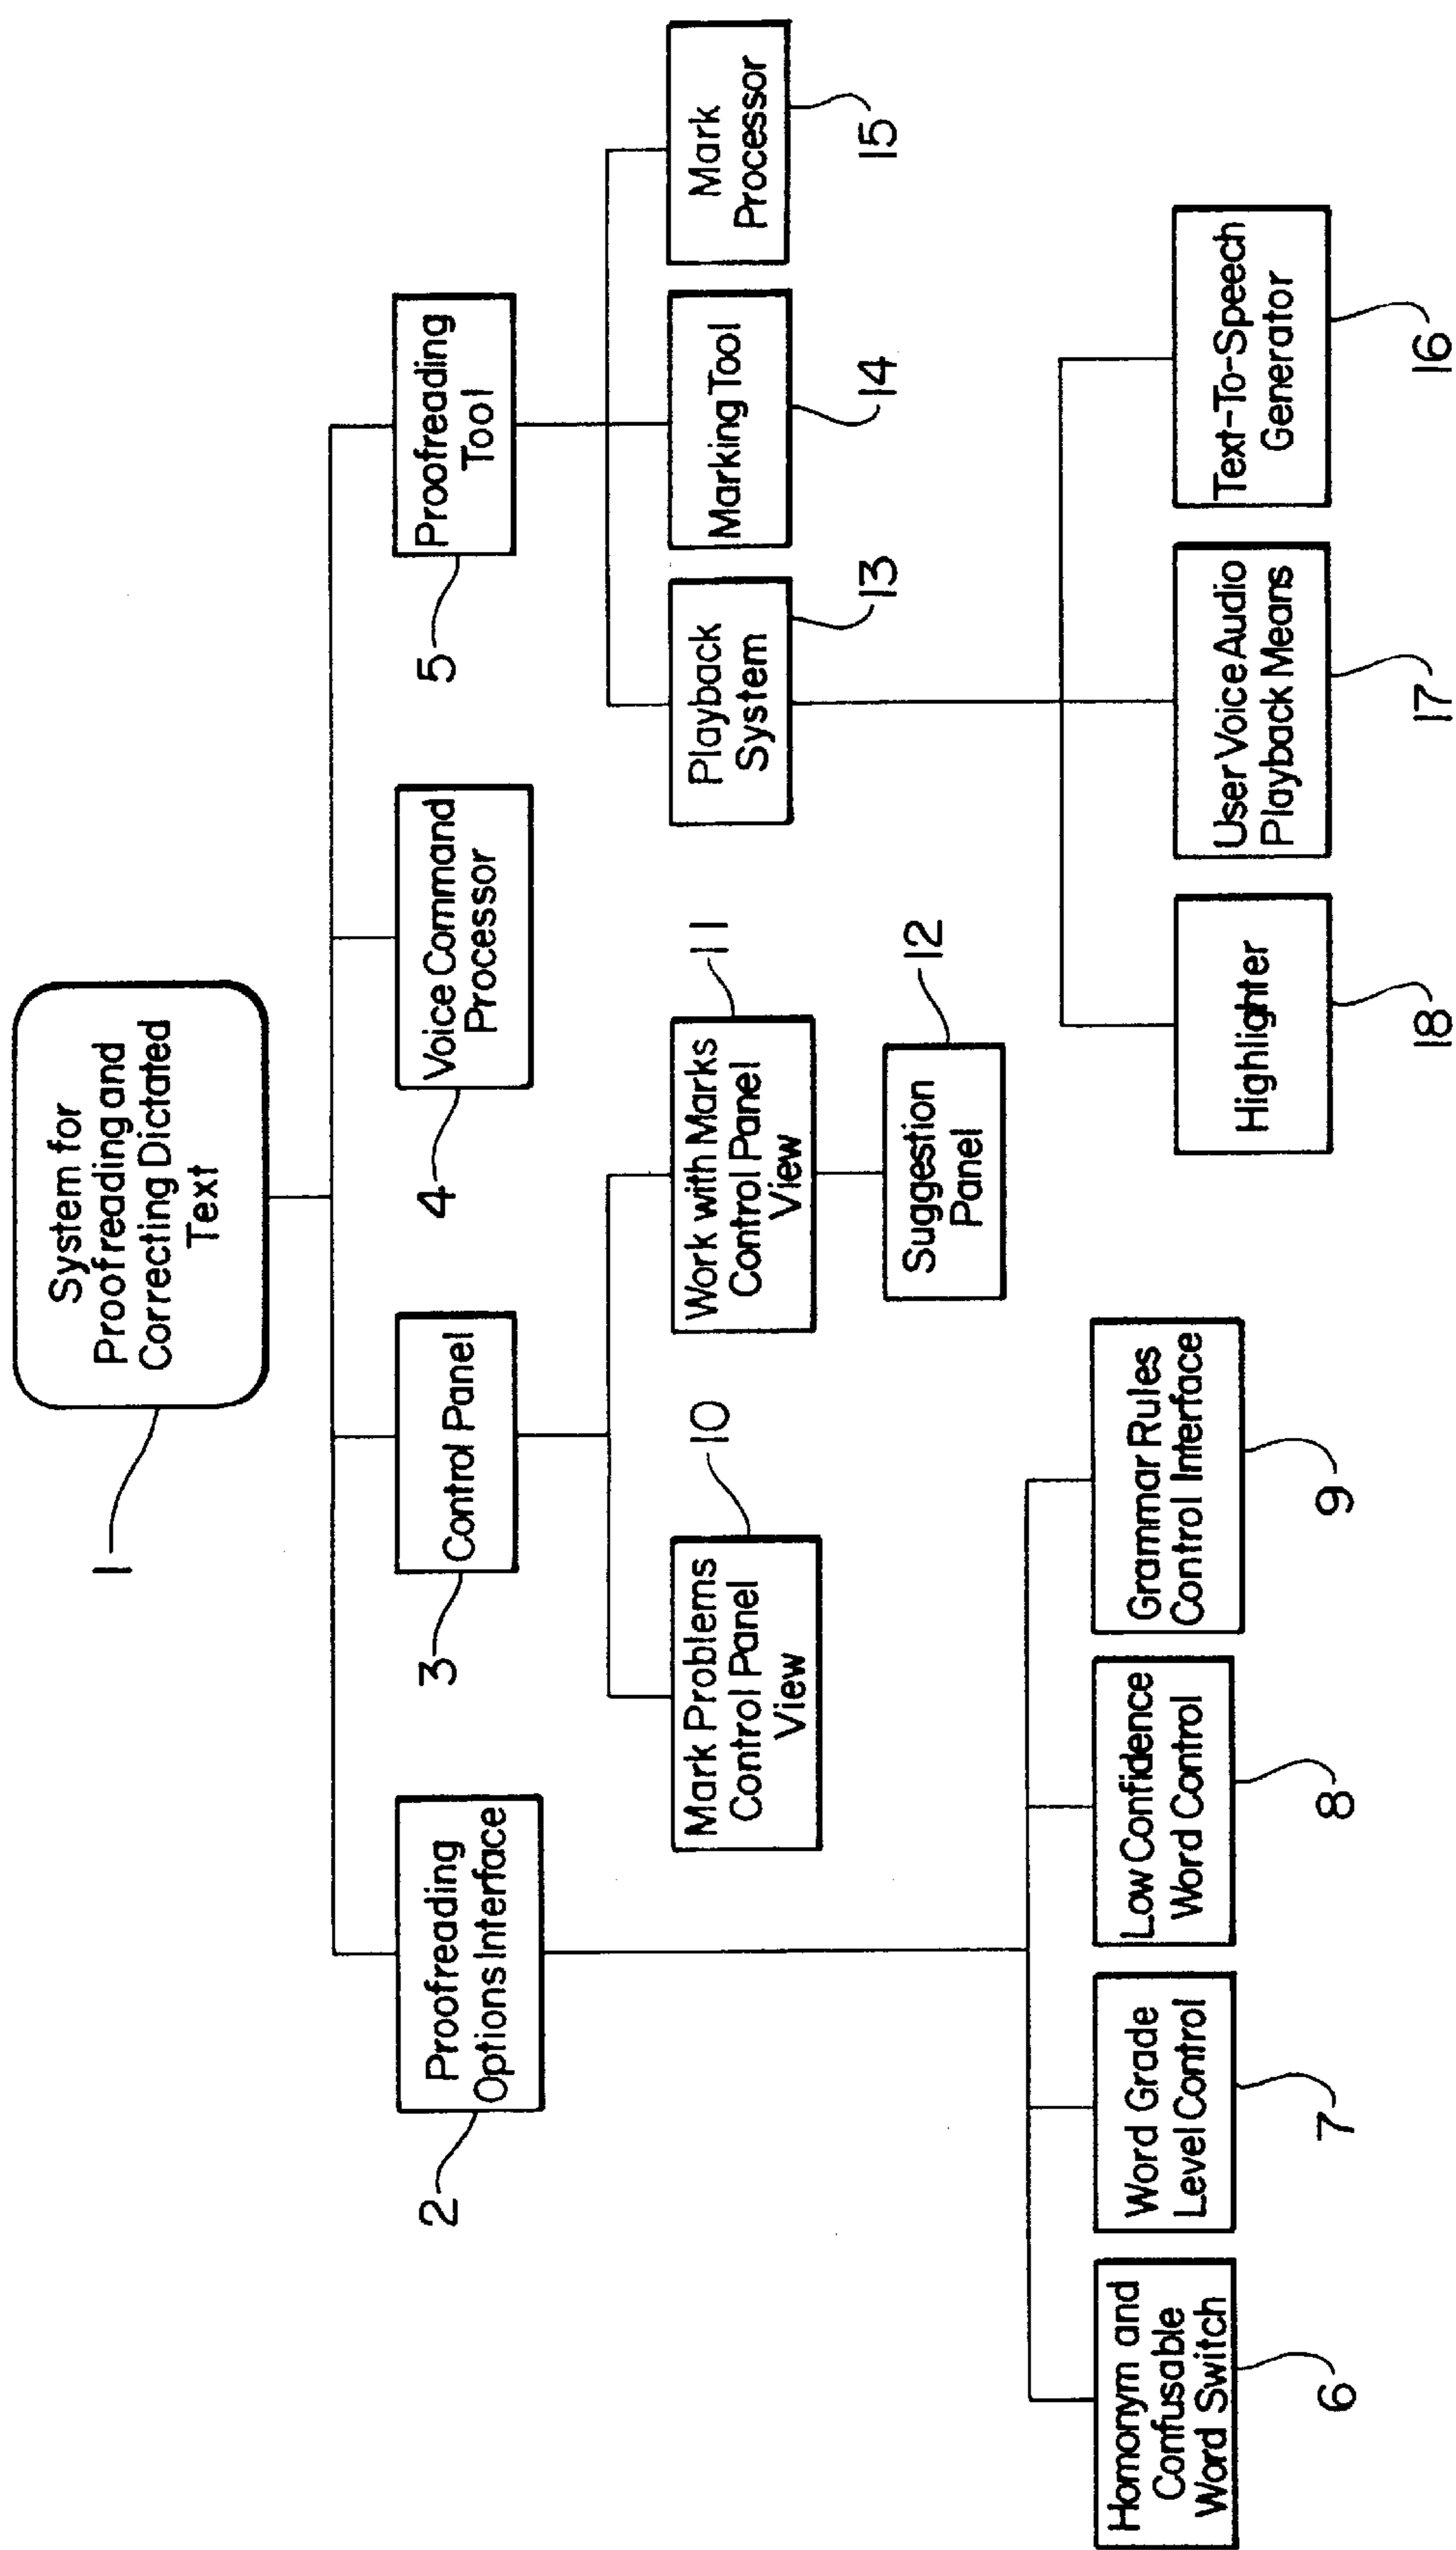 System for
Proofreading and
Correcting Dictated
Text
1
Proofreading
Options Interface
2
Control Panel
3
Voice Command
Processor
4
Proofreading
Tool
5
Mark Problems
Control Panel
View
10
Work with Marks
Control Panel
View
11
Playback
System
13
Marking Tool
14
Mark
Processor
15
Suggestion
Panel
12
Homonym and
Confusable
Word Switch
6
Word Grade
Level Control
7
Low Confidence
Word Control
8
Grammar Rules
Control Interface
9
Highlighter
18
User Voice Audio
Playback Means
17
Text-To-Speech
Generator
16